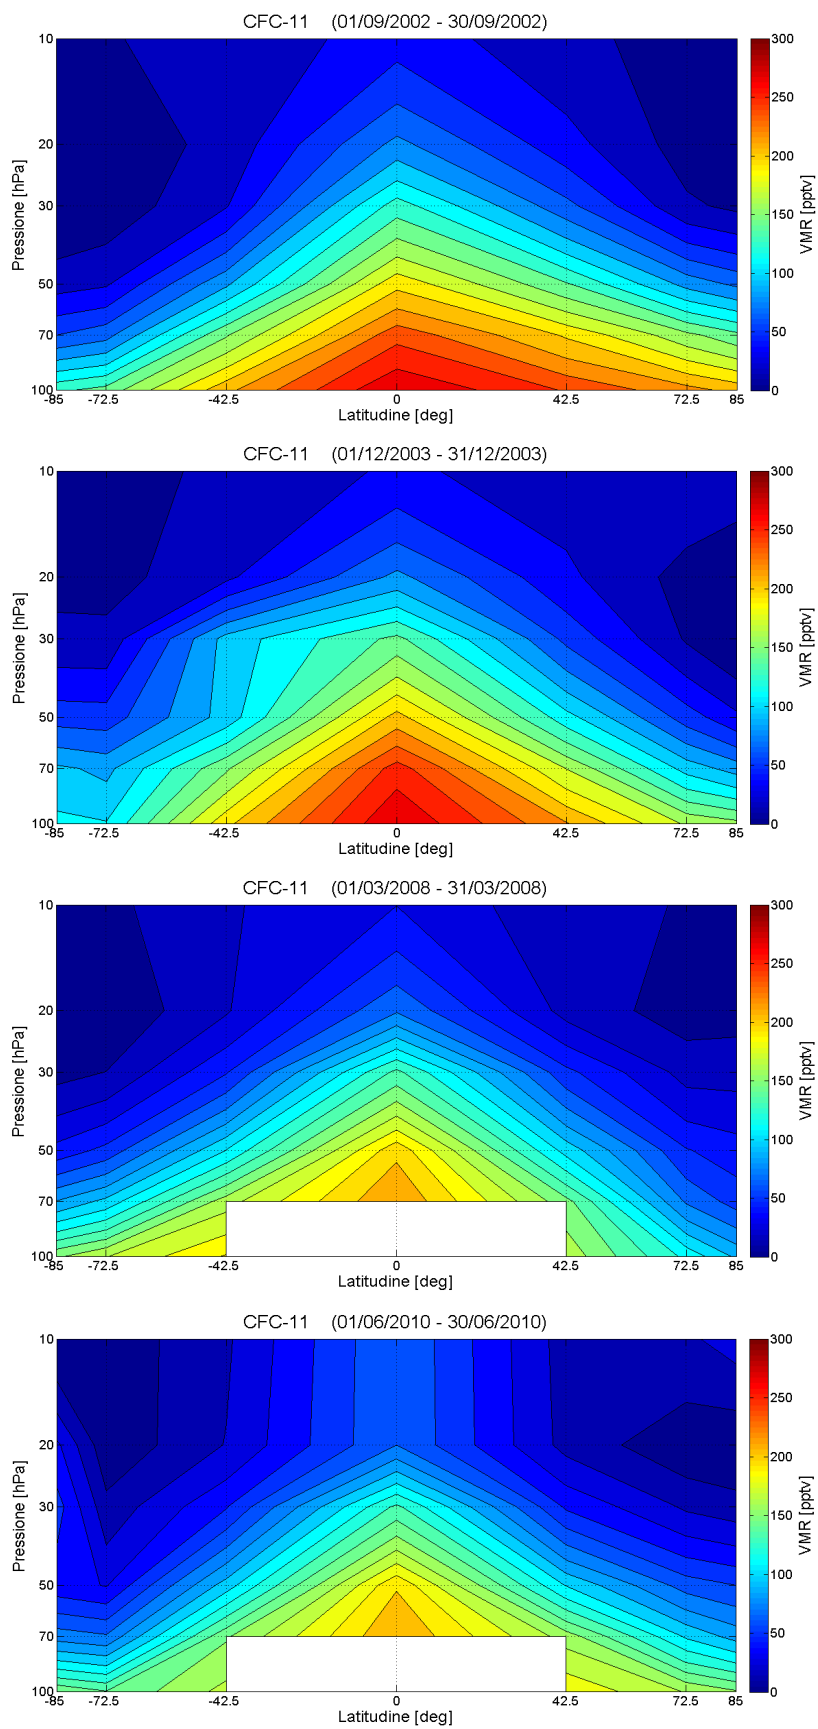 CFC-11 (01/09/2002 - 30/09/2002)
10
20
30
50
70
100
Pressione [hPa]
-85 -72.5 -42.5 0 42.5 72.5 85
Latitudine [deg]
300
250
200
150
100
50
0
VMR [pptv]
CFC-11 (01/12/2003 - 31/12/2003)
10
20
30
50
70
100
Pressione [hPa]
-85 -72.5 -42.5 0 42.5 72.5 85
Latitudine [deg]
300
250
200
150
100
50
0
VMR [pptv]
CFC-11 (01/03/2008 - 31/03/2008)
10
20
30
50
70
100
Pressione [hPa]
-85 -72.5 -42.5 0 42.5 72.5 85
Latitudine [deg]
300
250
200
150
100
50
0
VMR [pptv]
CFC-11 (01/06/2010 - 30/06/2010)
10
20
30
50
70
100
Pressione [hPa]
-85 -72.5 -42.5 0 42.5 72.5 85
Latitudine [deg]
300
250
200
150
100
50
0
VMR [pptv]